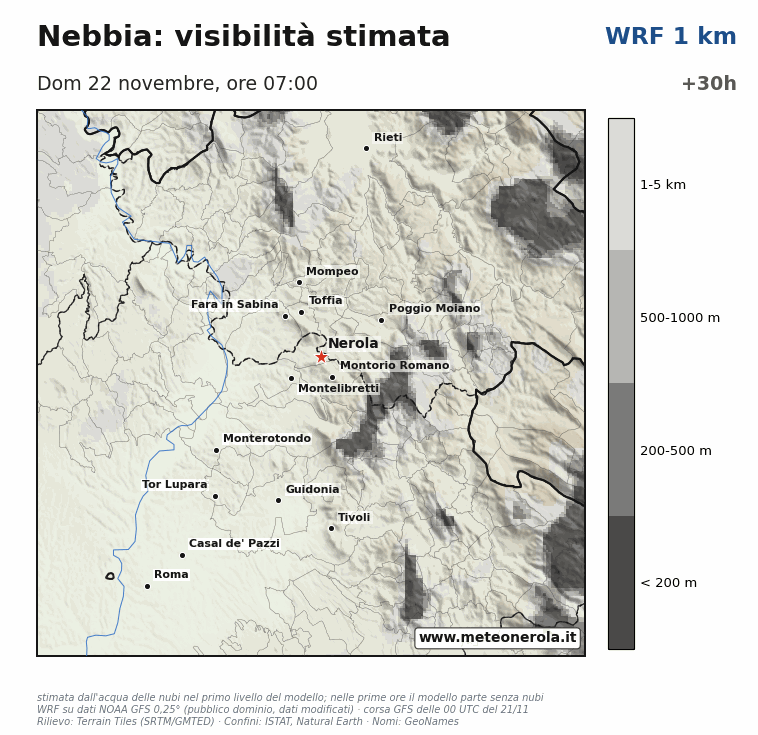 Nebbia: visibilità stimata
WRF 1 km
Dom 22 novembre, ore 07:00
+30h
Rieti
1-5 km
Mompeo
Fara in Sabina
Toffia
Poggio Moiano
500-1000 m
Nerola
Montorio Romano
Montelibretti
Monterotondo
200-500 m
Tor Lupara
Guidonia
Tivoli
Casal de' Pazzi
Roma
< 200 m
www.meteonerola.it
stimata dall'acqua delle nubi nel primo livello del modello; nelle prime ore il modello parte senza nubi
WRF su dati NOAA GFS 0,25° (pubblico dominio, dati modificati) · corsa GFS delle 00 UTC del 21/11
Rilievo: Terrain Tiles (SRTM/GMTED) · Confini: ISTAT, Natural Earth · Nomi: GeoNames